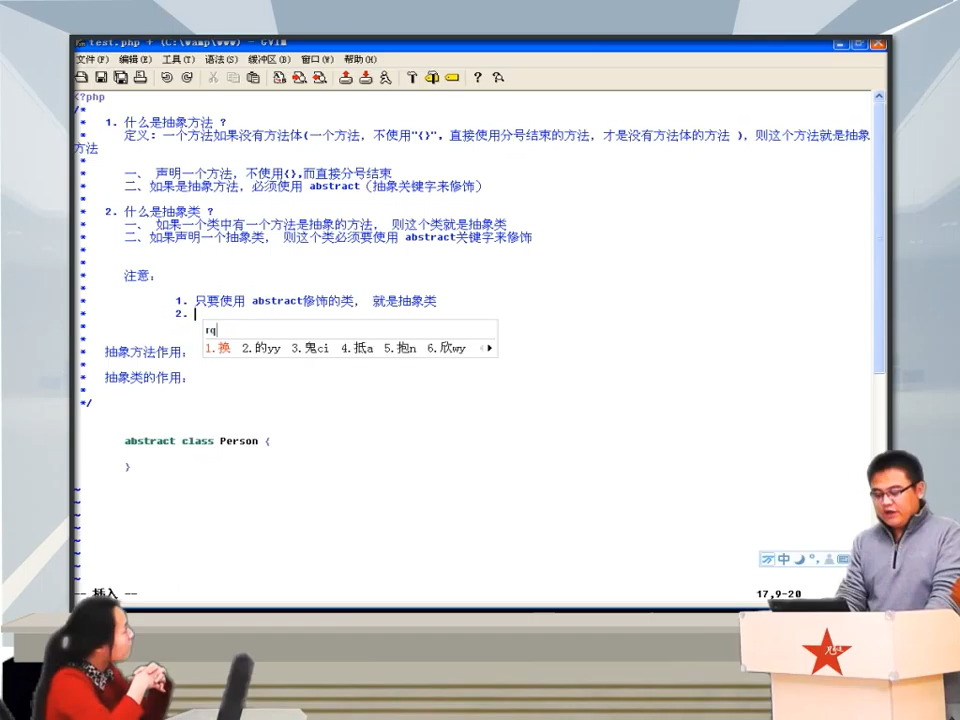 test.php + (C:\wamp\www) - GVIM
文件(F) 编辑(E) 工具(T) 语法(S) 缓冲区(B) 窗口(W) 帮助(H)
<?php
/*
* 1. 什么是抽象方法 ?
* 定义: 一个方法如果没有方法体(一个方法, 不使用"{}", 直接使用分号结束的方法, 才是没有方法体的方法 ), 则这个方法就是抽象
方法
*
* 一、 声明一个方法, 不使用{},而直接分号结束
* 二、如果是抽象方法, 必须使用 abstract (抽象关键字来修饰)
*
* 2. 什么是抽象类 ?
* 一、 如果一个类中有一个方法是抽象的方法, 则这个类就是抽象类
* 二、如果声明一个抽象类, 则这个类必须要使用 abstract关键字来修饰
*
*
* 注意:
*
* 1. 只要使用 abstract修饰的类, 就是抽象类
* 2.
rq
1.换 2.的yy 3.鬼ci 4.抵a 5.抱n 6.欣wy
*
*
* 抽象方法作用:
*
* 抽象类的作用:
*
*/
abstract class Person {
}
~
~
~
~
~
~
~
~
中
-- 插入 --
17,9-20